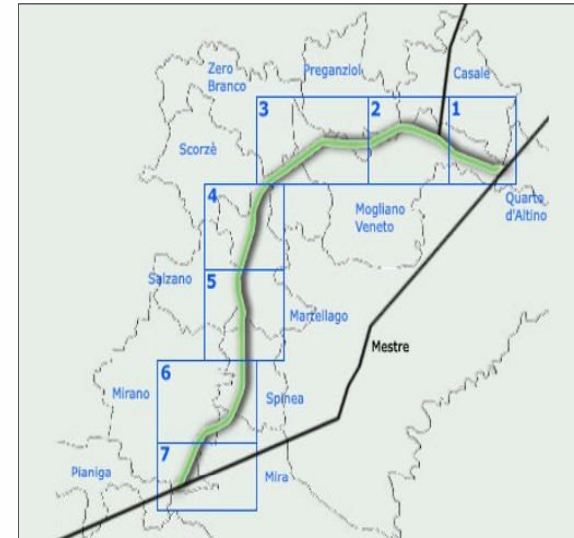 Zero
Branco
Preganziol
Casale
3
2
1
Scorzè
4
Mogliano
Veneto
Quarto
d'Altino
Salzano
5
Martellago
Mestre
6
Mirano
Spinea
7
Pianiga
Mira